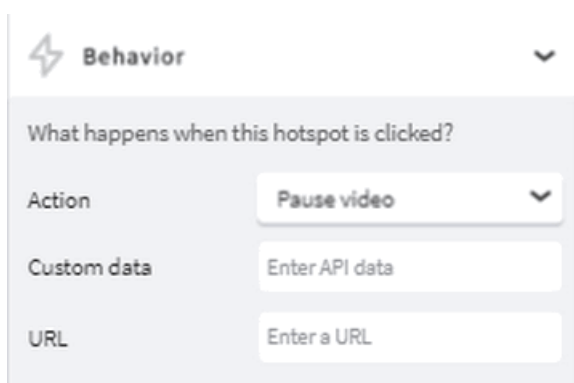 Behavior
What happens when this hotspot is clicked?
Action Pause video
Custom data Enter API data
URL Enter a URL